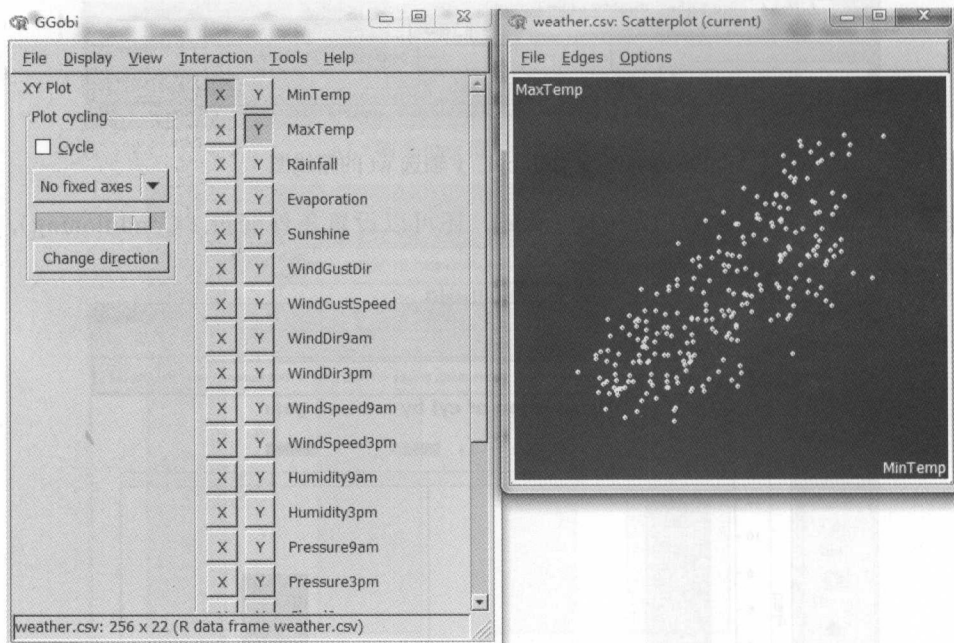 GGobi
File Display View Interaction Tools Help
XY Plot
Plot cycling
Cycle
No fixed axes
Change direction
X Y MinTemp
X Y MaxTemp
X Y Rainfall
X Y Evaporation
X Y Sunshine
X Y WindGustDir
X Y WindGustSpeed
X Y WindDir9am
X Y WindDir3pm
X Y WindSpeed9am
X Y WindSpeed3pm
X Y Humidity9am
X Y Humidity3pm
X Y Pressure9am
X Y Pressure3pm
weather.csv: 256 x 22 (R data frame weather.csv)
weather.csv: Scatterplot (current)
File Edges Options
MaxTemp
MinTemp